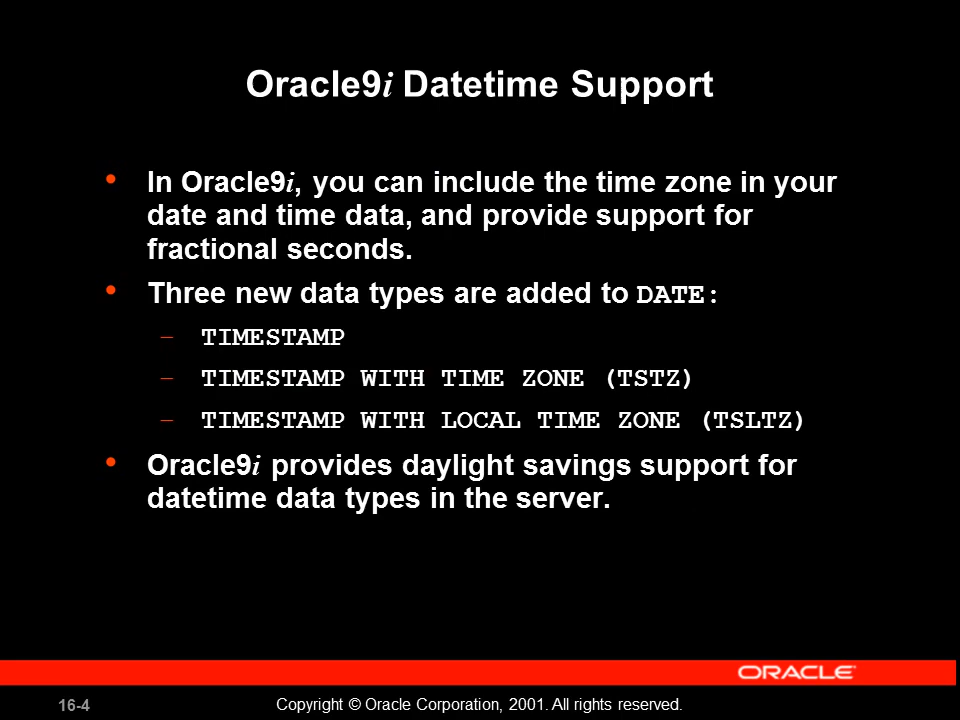 Oracle9i Datetime Support
• In Oracle9i, you can include the time zone in your
date and time data, and provide support for
fractional seconds.
• Three new data types are added to DATE:
– TIMESTAMP
– TIMESTAMP WITH TIME ZONE (TSTZ)
– TIMESTAMP WITH LOCAL TIME ZONE (TSLTZ)
• Oracle9i provides daylight savings support for
datetime data types in the server.
ORACLE
16-4
Copyright © Oracle Corporation, 2001. All rights reserved.